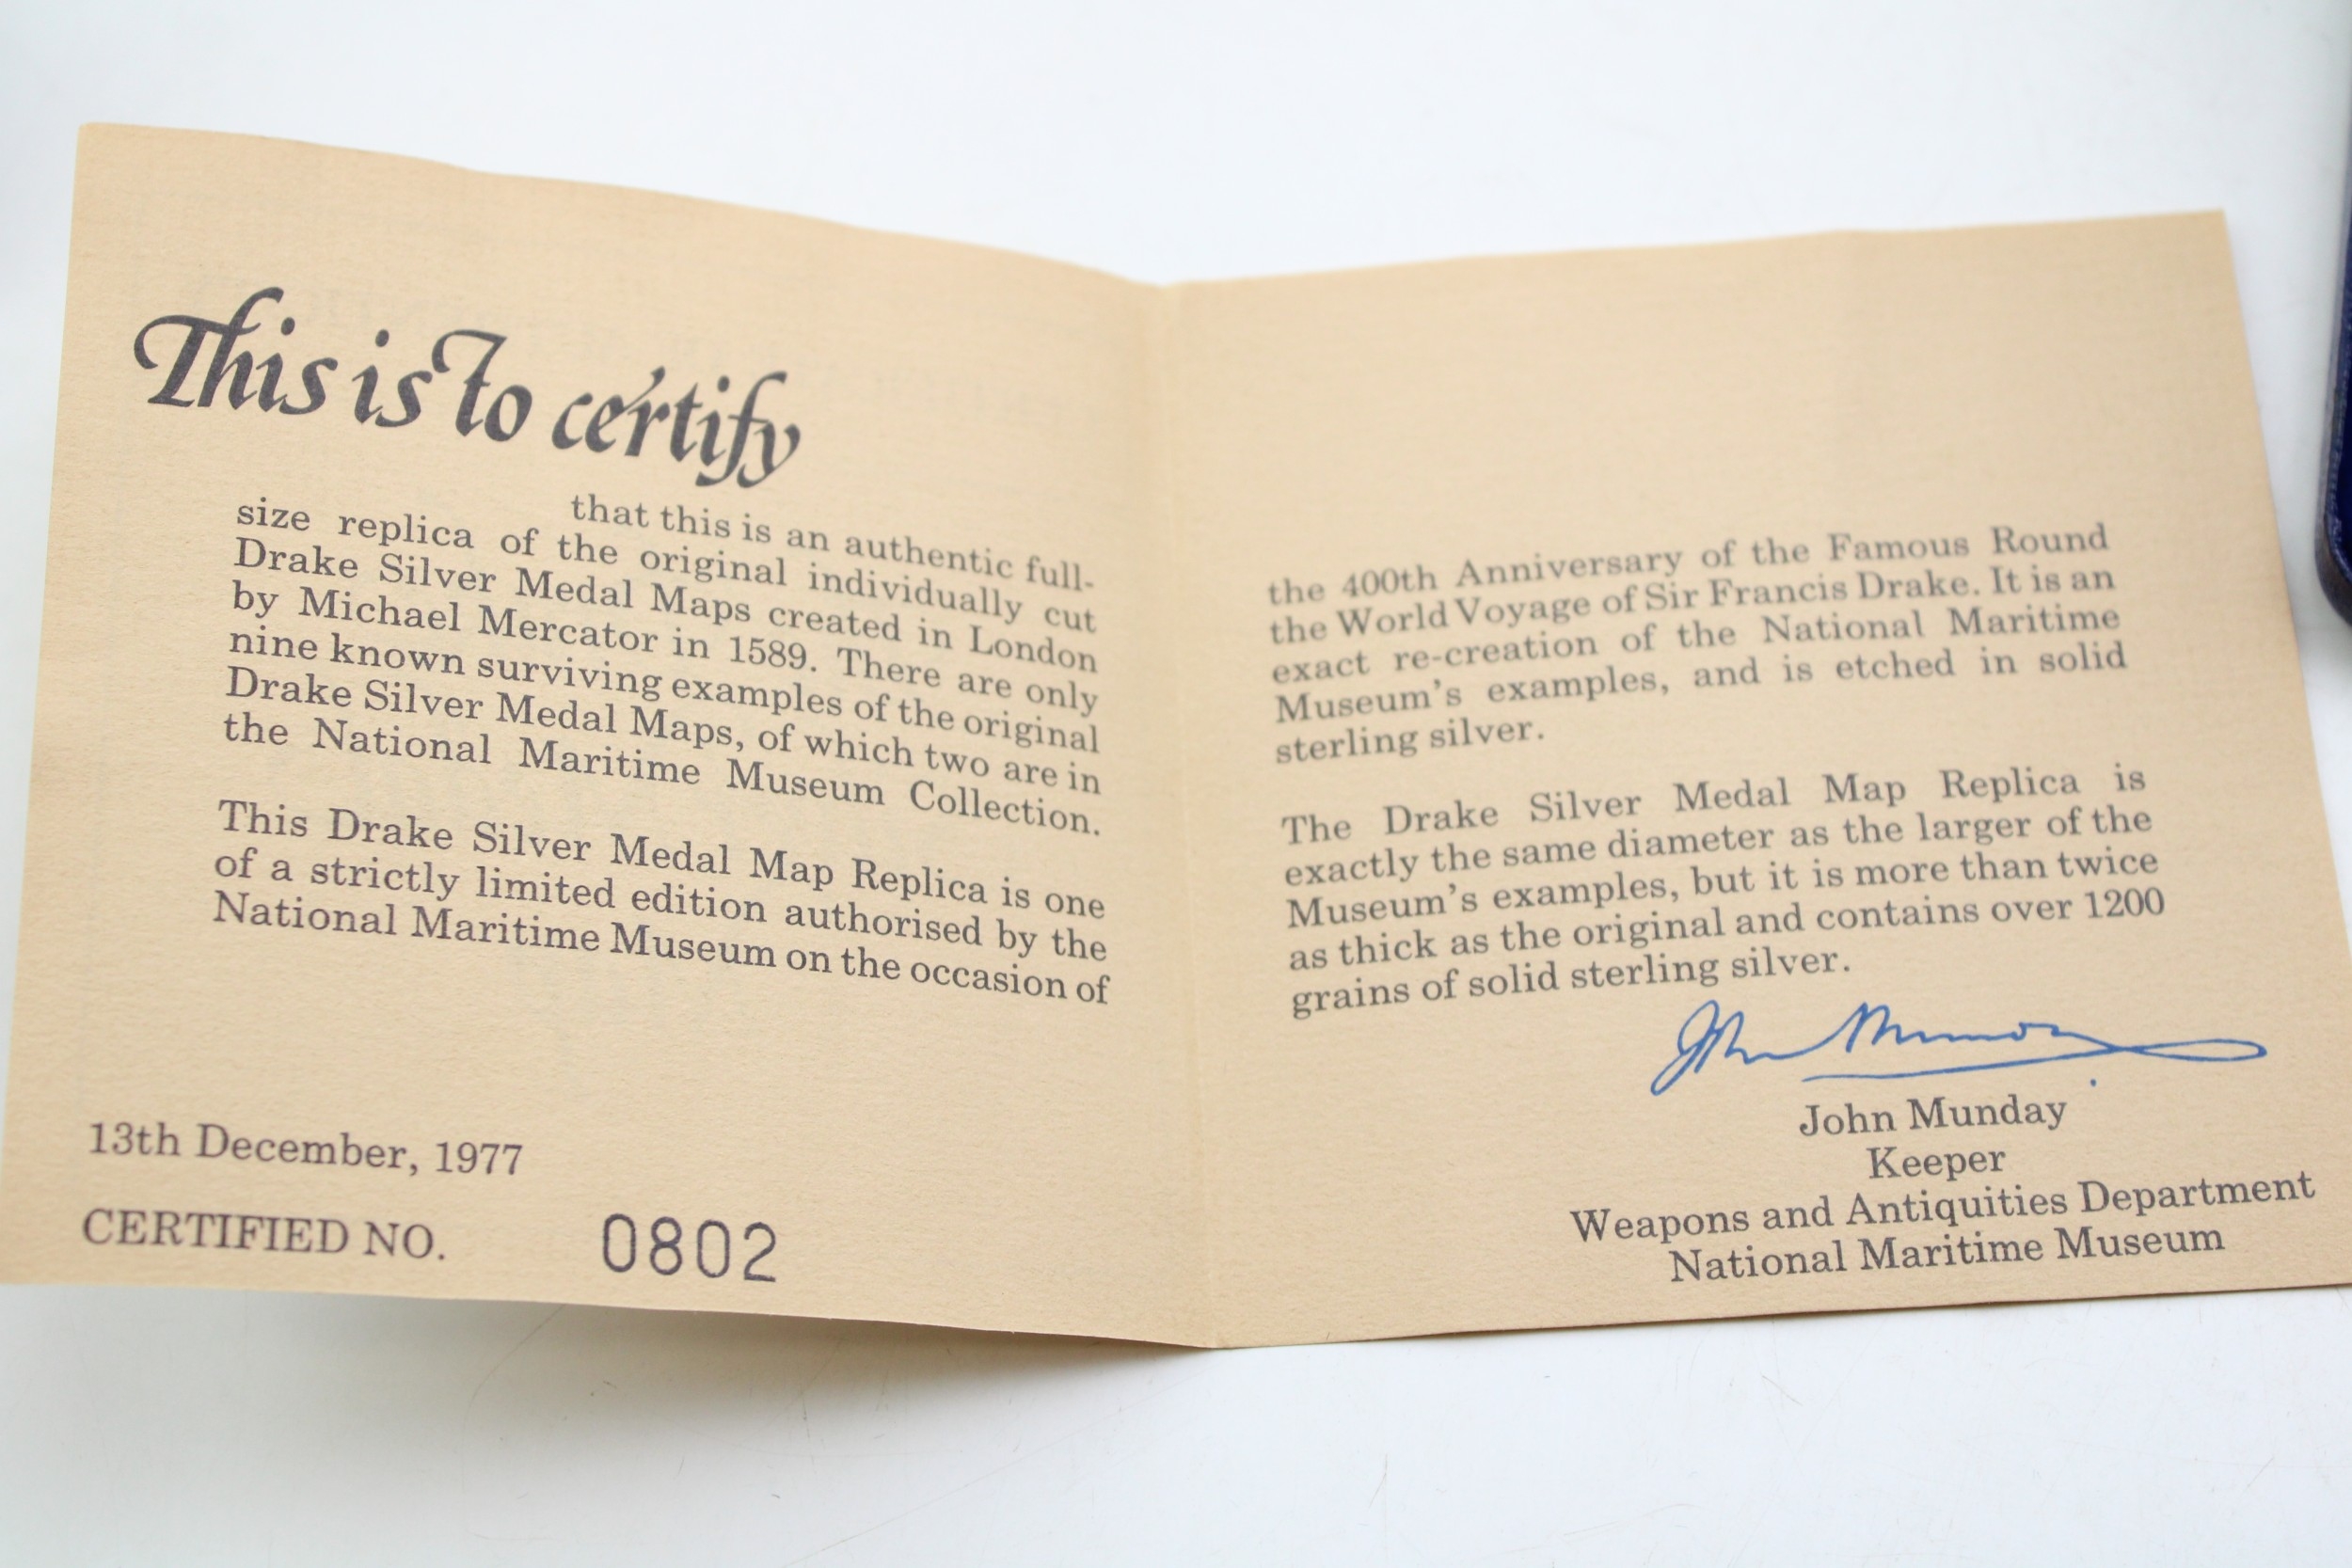 This is To certify
that this is an authentic full-
size replica of the original individually cut
Drake Silver Medal Maps created in London
by Michael Mercator in 1589. There are only
nine known surviving examples of the original
Drake Silver Medal Maps, of which two are in
the National Maritime Museum Collection.
This Drake Silver Medal Map Replica is one
of a strictly limited edition authorised by the
National Maritime Museum on the occasion of
13th December, 1977
CERTIFIED NO. 0802
the 400th Anniversary of the Famous Round
the World Voyage of Sir Francis Drake. It is an
exact re-creation of the National Maritime
Museum's examples, and is etched in solid
sterling silver.
The Drake Silver Medal Map Replica is
exactly the same diameter as the larger of the
Museum's examples, but it is more than twice
as thick as the original and contains over 1200
grains of solid sterling silver.
John Munday
John Munday
Keeper
Weapons and Antiquities Department
National Maritime Museum